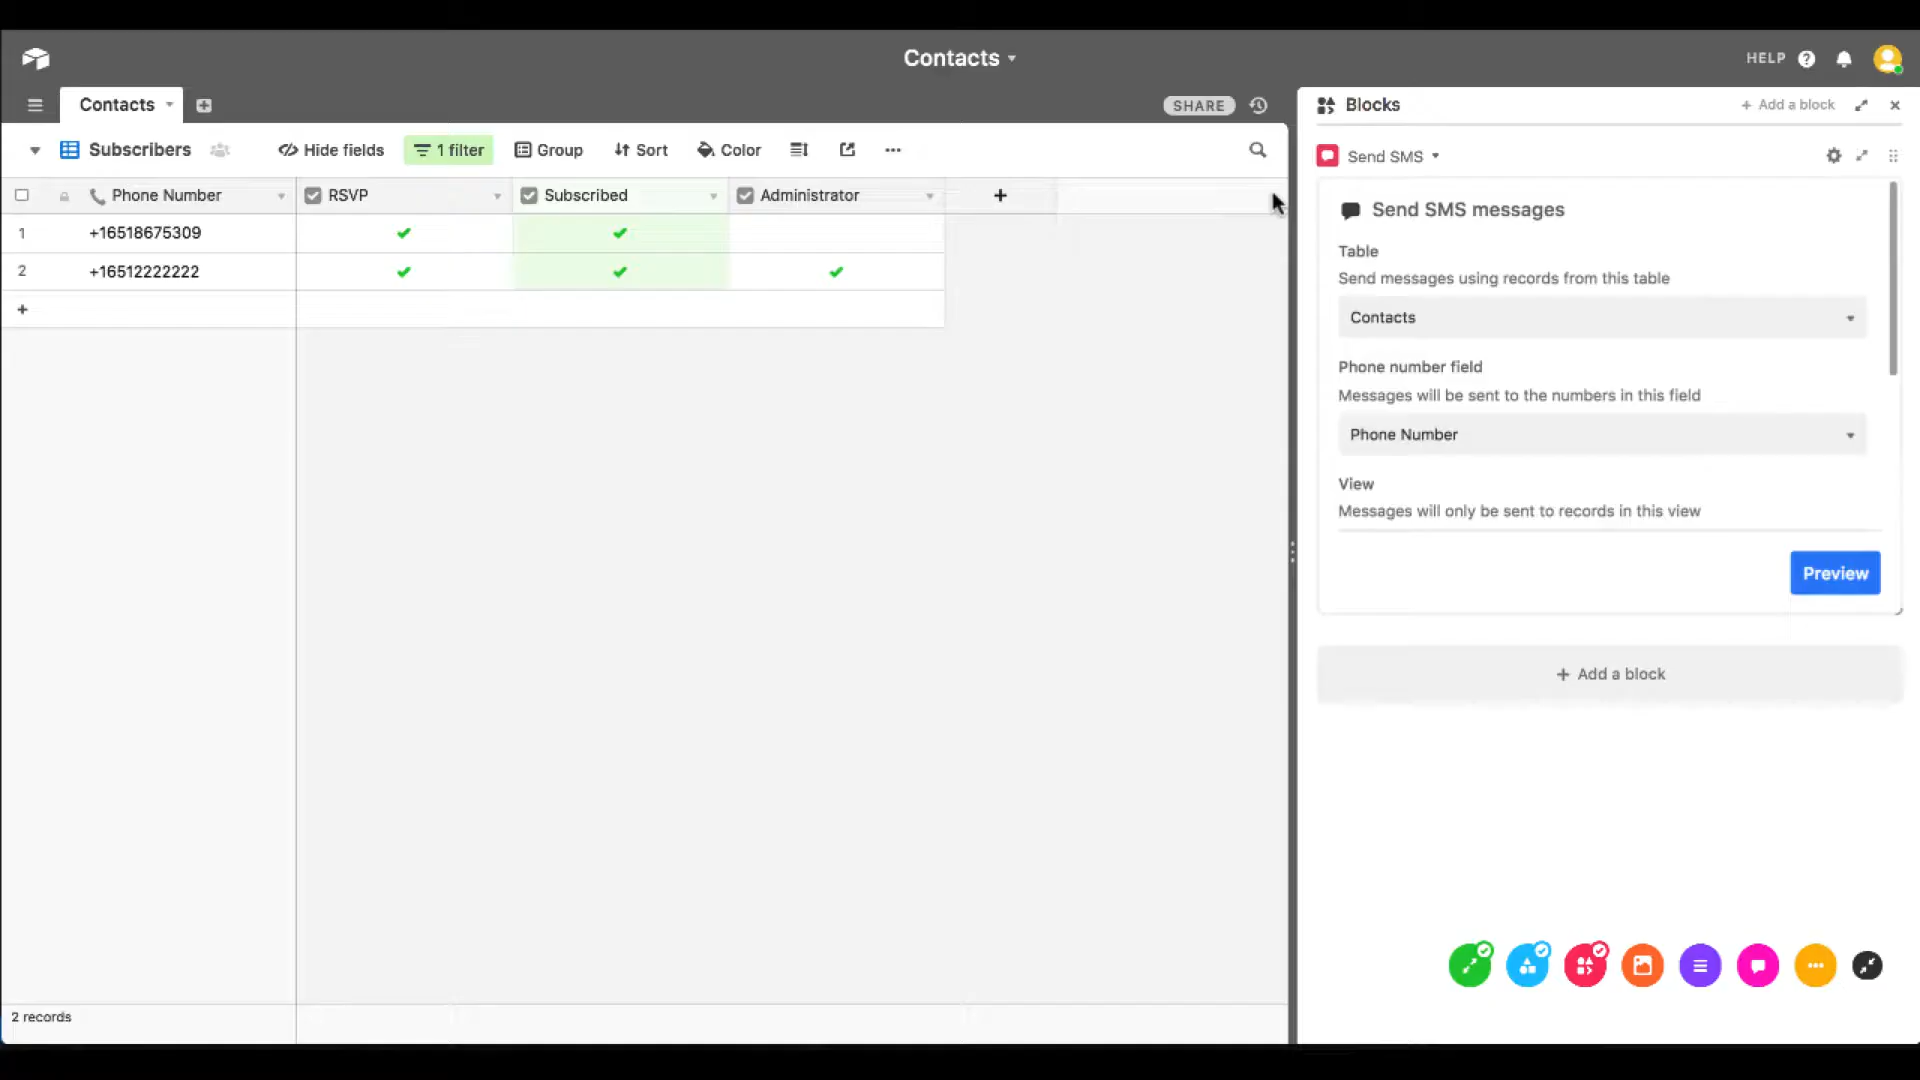 Contacts
HELP
Contacts
SHARE
Blocks
+ Add a block
Subscribers
Hide fields
1 filter
Group
Sort
Color
Send SMS
Phone Number
RSVP
Subscribed
Administrator
+
1
+16518675309
2
+16512222222
+
Send SMS messages
Table
Send messages using records from this table
Contacts
Phone number field
Messages will be sent to the numbers in this field
Phone Number
View
Messages will only be sent to records in this view
Preview
+ Add a block
2 records